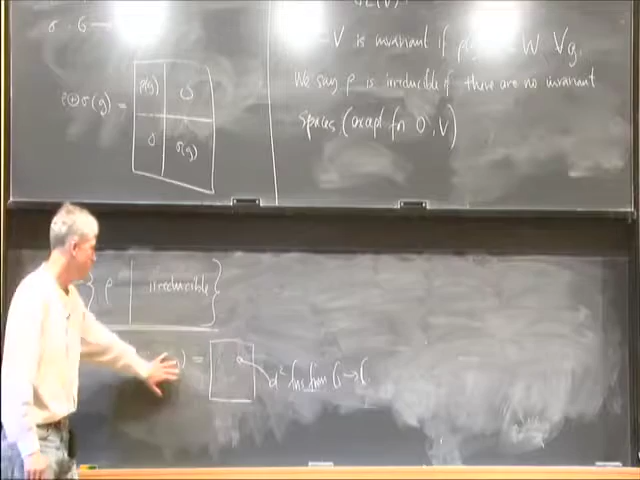 σ : G →
ρ⊕σ(g) = ρ(g) 0
0 σ(g)
V is invariant if W ∀g.
We say ρ is irreducible if there are no invariant
spaces (except for 0, V)
{ ρ | irreducible }
) =
d² fns from G → C